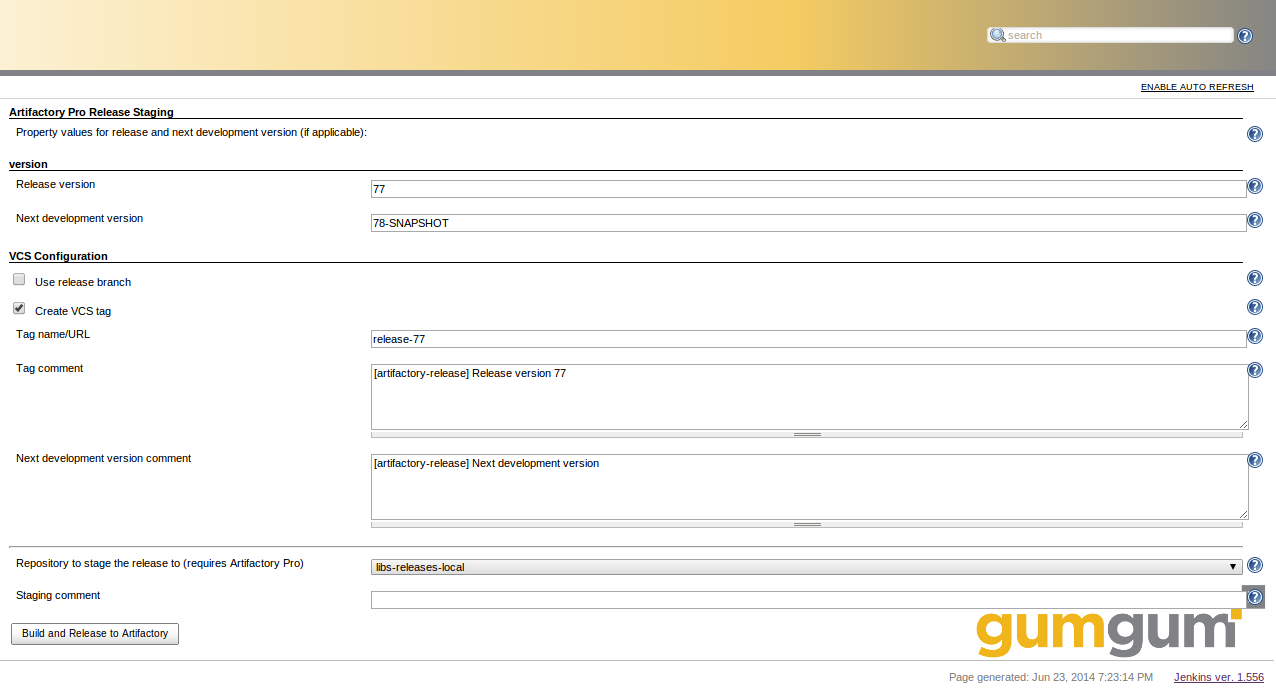 search
ENABLE AUTO REFRESH
Artifactory Pro Release Staging
Property values for release and next development version (if applicable):
version
Release version
77
Next development version
78-SNAPSHOT
VCS Configuration
Use release branch
Create VCS tag
Tag name/URL
release-77
Tag comment
[artifactory-release] Release version 77
Next development version comment
[artifactory-release] Next development version
Repository to stage the release to (requires Artifactory Pro)
libs-releases-local
Staging comment
Build and Release to Artifactory
gumgum
Page generated: Jun 23, 2014 7:23:14 PM Jenkins ver. 1.556